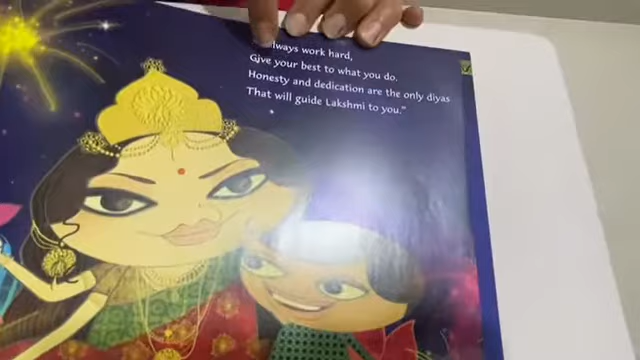 always work hard,
Give your best to what you do.
Honesty and dedication are the only diyas
That will guide Lakshmi to you."